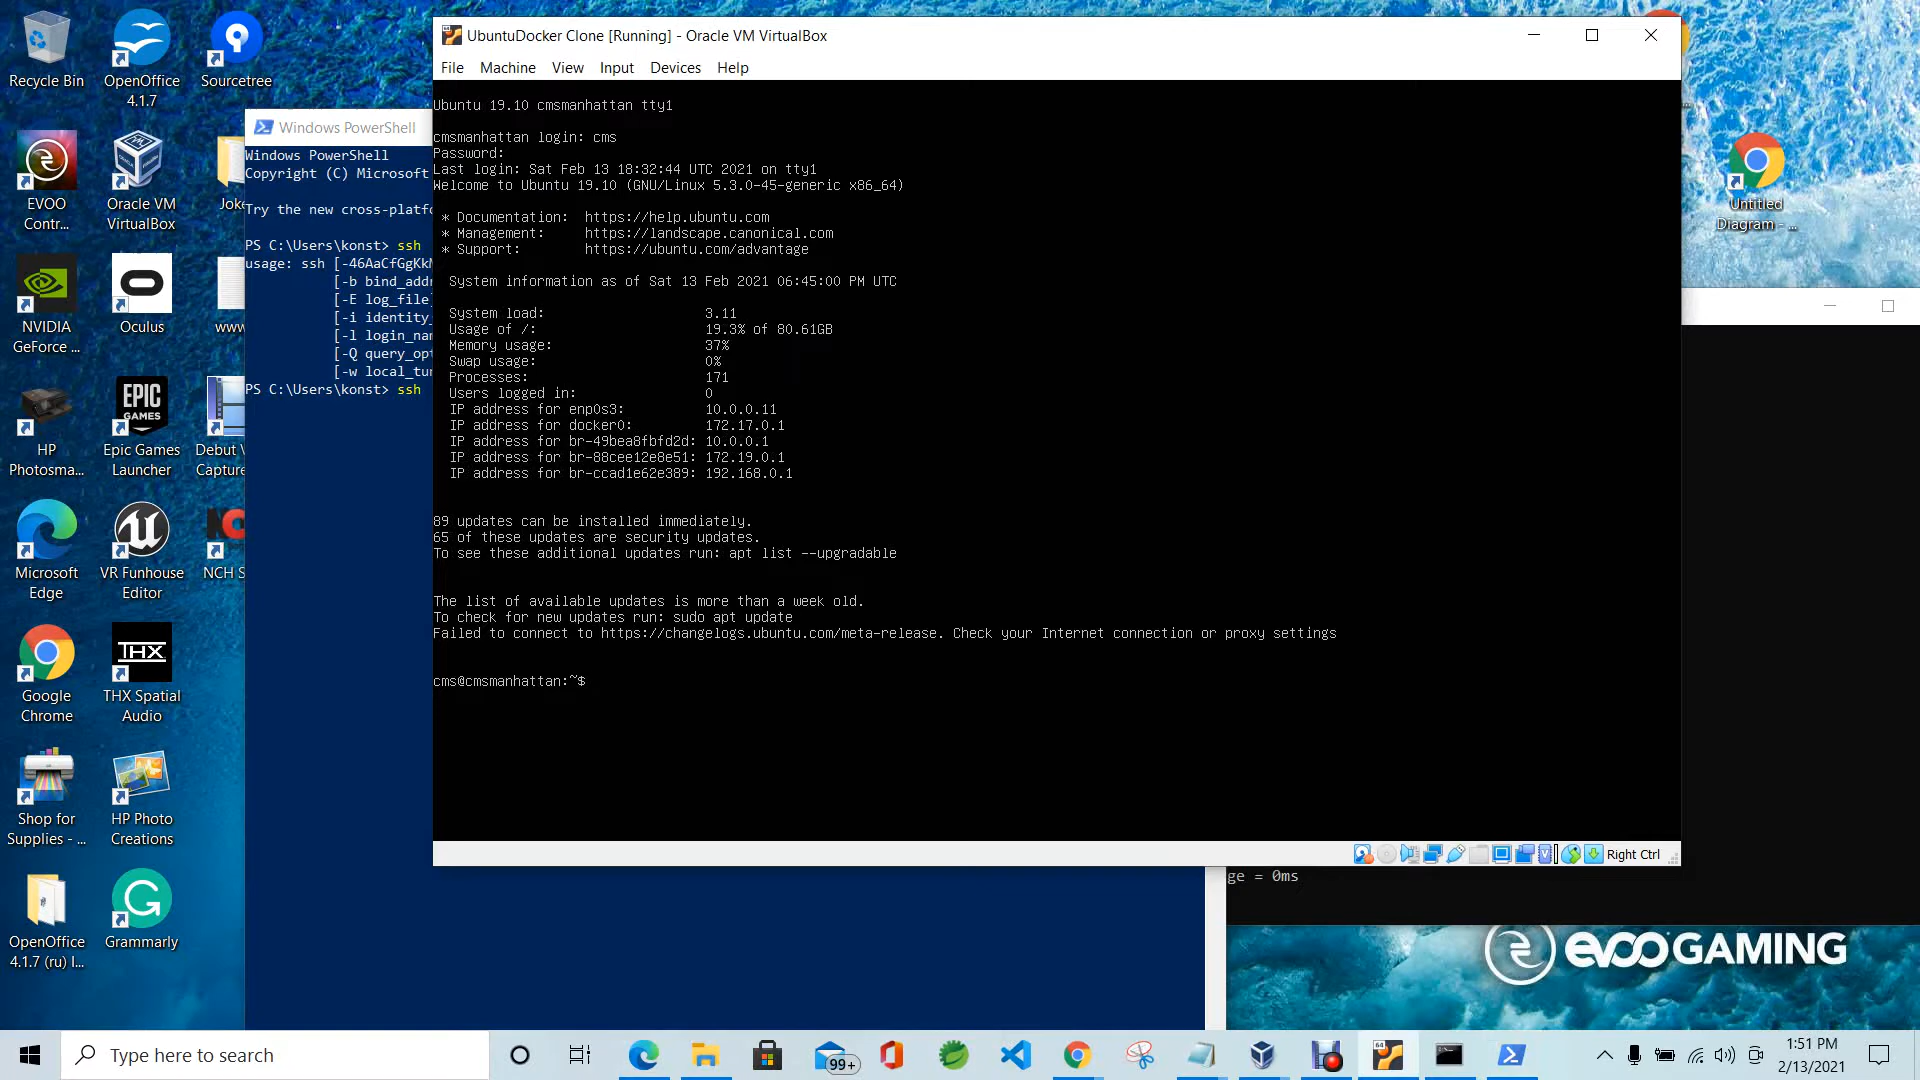 Recycle Bin
OpenOffice 4.1.7
Sourcetree
EVOO Contr...
Oracle VM VirtualBox
NVIDIA GeForce ...
Oculus
HP Photosma...
Epic Games Launcher
EPIC GAMES
Microsoft Edge
VR Funhouse Editor
Google Chrome
THX
THX Spatial Audio
Shop for Supplies - ...
HP Photo Creations
OpenOffice 4.1.7 (ru) I...
Grammarly
Untitled Diagram - ...
Windows PowerShell
Windows PowerShell
Copyright (C) Microsoft
Try the new cross-platfo
PS C:\Users\konst> ssh
usage: ssh [-46AaCfGgKk
[-b bind_addr
[-E log_file]
[-i identity_
[-l login_nam
[-Q query_opt
[-w local_tun
PS C:\Users\konst> ssh
UbuntuDocker Clone [Running] - Oracle VM VirtualBox
File Machine View Input Devices Help
Ubuntu 19.10 cmsmanhattan tty1
cmsmanhattan login: cms
Password:
Last login: Sat Feb 13 18:32:44 UTC 2021 on tty1
Welcome to Ubuntu 19.10 (GNU/Linux 5.3.0-45-generic x86_64)
* Documentation: https://help.ubuntu.com
* Management: https://landscape.canonical.com
* Support: https://ubuntu.com/advantage
System information as of Sat 13 Feb 2021 06:45:00 PM UTC
System load: 3.11
Usage of /: 19.3% of 80.61GB
Memory usage: 37%
Swap usage: 0%
Processes: 171
Users logged in: 0
IP address for enp0s3: 10.0.0.11
IP address for docker0: 172.17.0.1
IP address for br-49bea8fbfd2d: 10.0.0.1
IP address for br-88cee12e8e51: 172.19.0.1
IP address for br-ccad1e62e389: 192.168.0.1
89 updates can be installed immediately.
65 of these updates are security updates.
To see these additional updates run: apt list --upgradable
The list of available updates is more than a week old.
To check for new updates run: sudo apt update
Failed to connect to https://changelogs.ubuntu.com/meta-release. Check your Internet connection or proxy settings
cms@cmsmanhattan:~$
Right Ctrl
ge = 0ms
evoo GAMING
Type here to search
99+
64
1:51 PM
2/13/2021